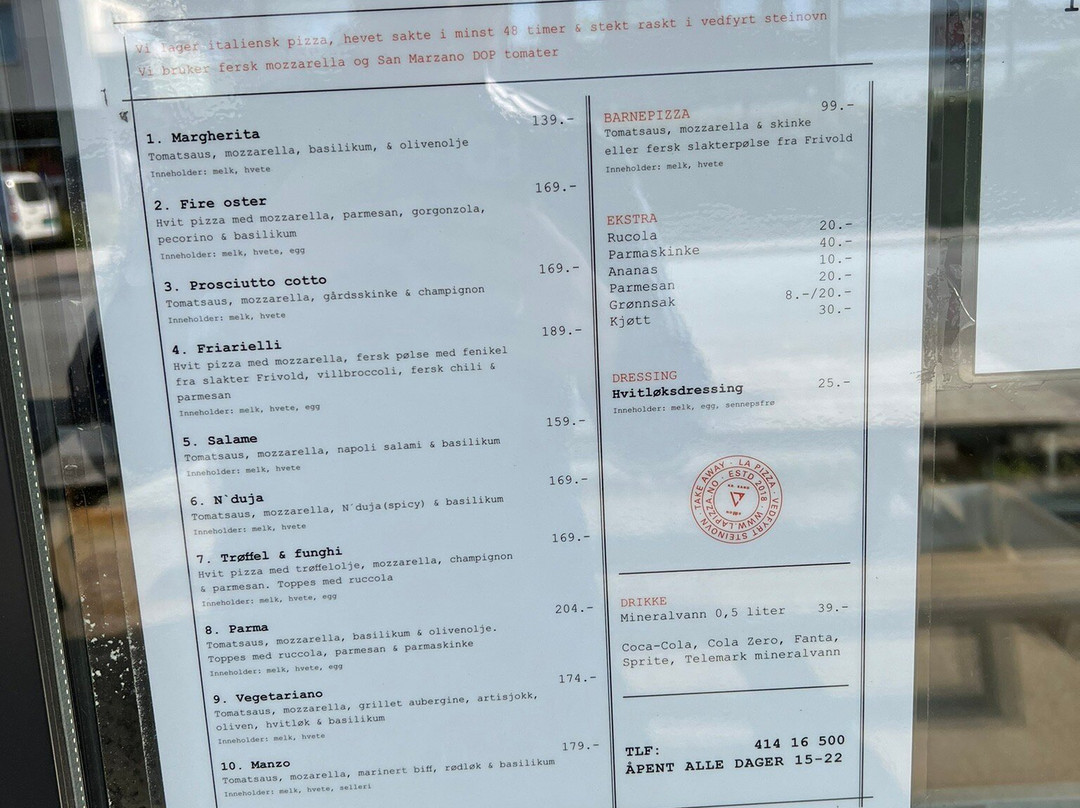 Vi lager italiensk pizza, hevet sakte i minst 48 timer & stekt raskt i vedfyrt steinovn
Vi bruker fersk mozzarella og San Marzano DOP tomater
1. Margherita 139.-
Tomatsaus, mozzarella, basilikum, & olivenolje
Inneholder: melk, hvete
2. Fire oster 169.-
Hvit pizza med mozzarella, parmesan, gorgonzola,
pecorino & basilikum
Inneholder: melk, hvete, egg
3. Prosciutto cotto 169.-
Tomatsaus, mozzarella, gårdsskinke & champignon
Inneholder: melk, hvete
4. Friarielli 189.-
Hvit pizza med mozzarella, fersk pølse med fenikel
fra slakter Frivold, villbroccoli, fersk chili &
parmesan
Inneholder: melk, hvete, egg
5. Salame 159.-
Tomatsaus, mozzarella, napoli salami & basilikum
Inneholder: melk, hvete
6. N`duja 169.-
Tomatsaus, mozzarella, N´duja(spicy) & basilikum
Inneholder: melk, hvete
7. Trøffel & funghi 169.-
Hvit pizza med trøffelolje, mozzarella, champignon
& parmesan. Toppes med ruccola
Inneholder: melk, hvete, egg
8. Parma 204.-
Tomatsaus, mozzarella, basilikum & olivenolje.
Toppes med ruccola, parmesan & parmaskinke
Inneholder: melk, hvete, egg
9. Vegetariano 174.-
Tomatsaus, mozzarella, grillet aubergine, artisjokk,
oliven, hvitløk & basilikum
Inneholder: melk, hvete
10. Manzo 179.-
Tomatsaus, mozarella, marinert biff, rødløk & basilikum
Inneholder: melk, hvete, selleri
BARNEPIZZA 99.-
Tomatsaus, mozzarella & skinke
eller fersk slakterpølse fra Frivold
Inneholder: melk, hvete
EKSTRA
Rucola 20.-
Parmaskinke 40.-
Ananas 10.-
Parmesan 20.-
Grønnsak 8.-/20.-
Kjøtt 30.-
DRESSING
Hvitløksdressing 25.-
Inneholder: melk, egg, sennepsfrø
TAKE AWAY · LA PIZZA · VEDFYRT STEINOVN
ESTD 2018 · WWW.LAPIZZA.NO
DRIKKE
Mineralvann 0,5 liter 39.-
Coca-Cola, Cola Zero, Fanta,
Sprite, Telemark mineralvann
TLF: 414 16 500
ÅPENT ALLE DAGER 15-22